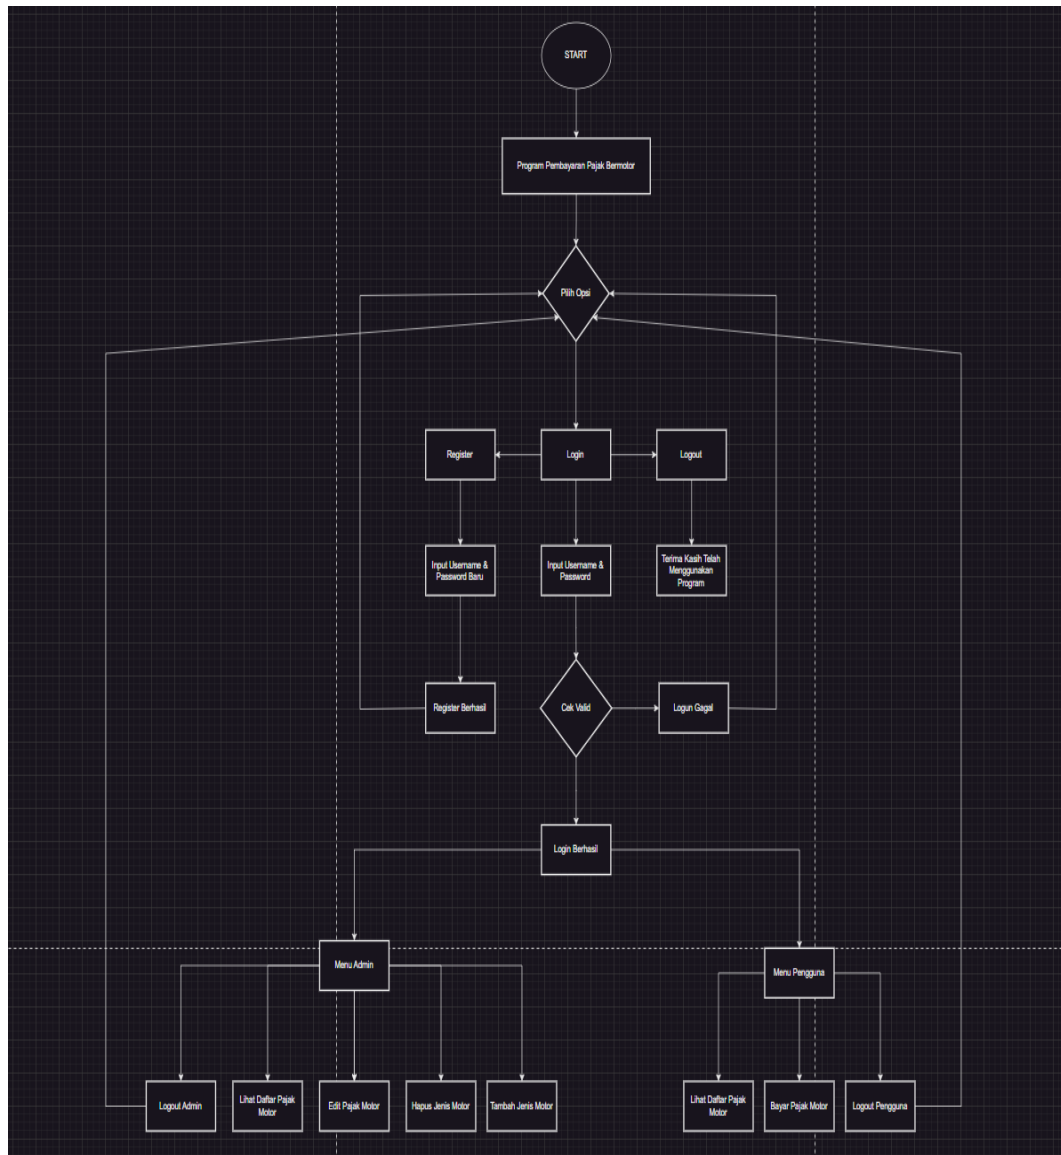 START
Program Pembayaran Pajak Bermotor
Pilih Opsi
Register
Login
Logout
Input Username &
Password Baru
Input Username &
Password
Terima Kasih Telah
Menggunakan
Program
Register Berhasil
Cek Valid
Logun Gagal
Login Berhasil
Menu Admin
Menu Pengguna
Logout Admin
Lihat Daftar Pajak
Motor
Edit Pajak Motor
Hapus Jenis Motor
Tambah Jenis Motor
Lihat Daftar Pajak
Motor
Bayar Pajak Motor
Logout Pengguna